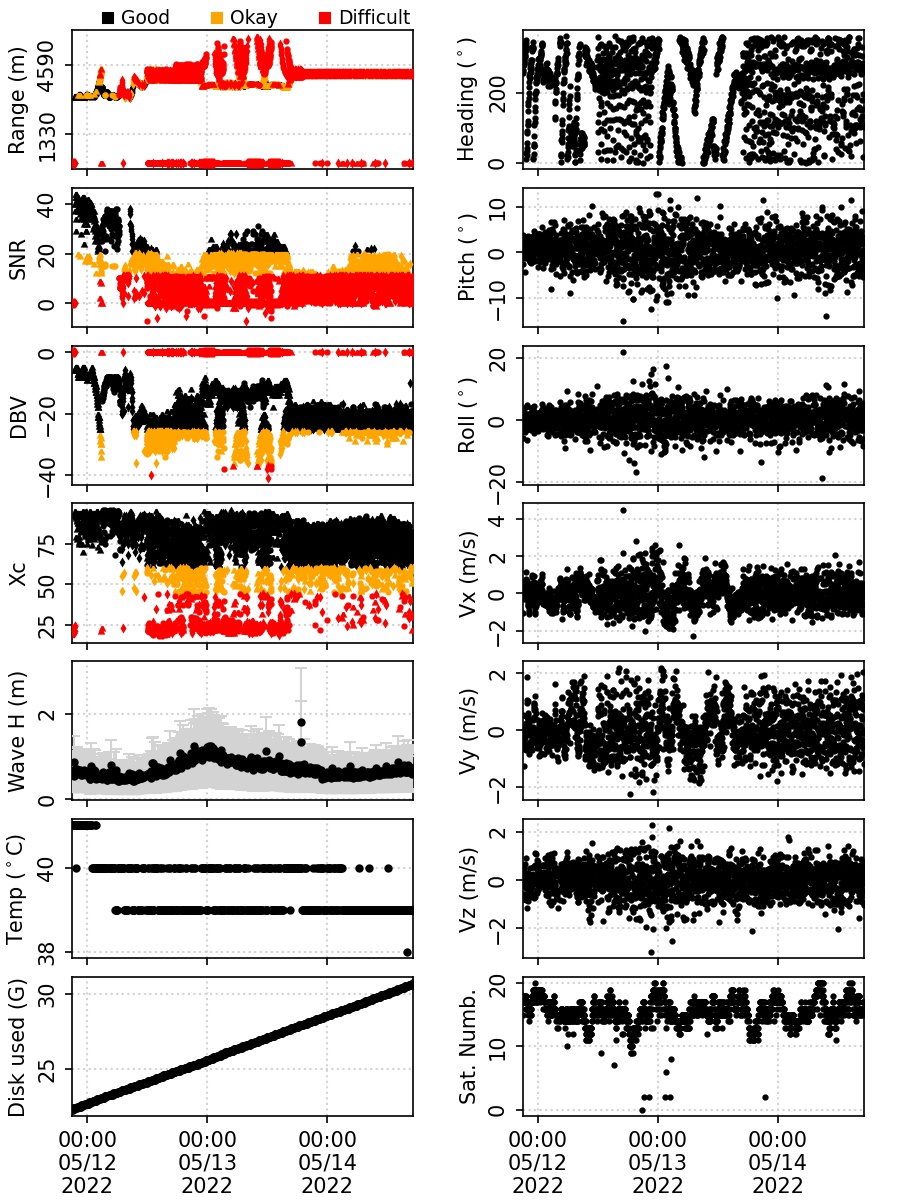 Good Okay Difficult
Range (m)
4590
1330
Heading (°)
200
0
SNR
40
20
0
Pitch (°)
10
0
−10
DBV
0
−20
−40
Roll (°)
20
0
−20
Xc
75
50
25
Vx (m/s)
4
2
0
−2
Wave H (m)
2
0
Vy (m/s)
2
0
−2
Temp (°C)
40
38
Vz (m/s)
2
0
−2
Disk used (G)
30
25
Sat. Numb.
20
10
0
00:00 00:00 00:00
05/12 05/13 05/14
2022 2022 2022
00:00 00:00 00:00
05/12 05/13 05/14
2022 2022 2022